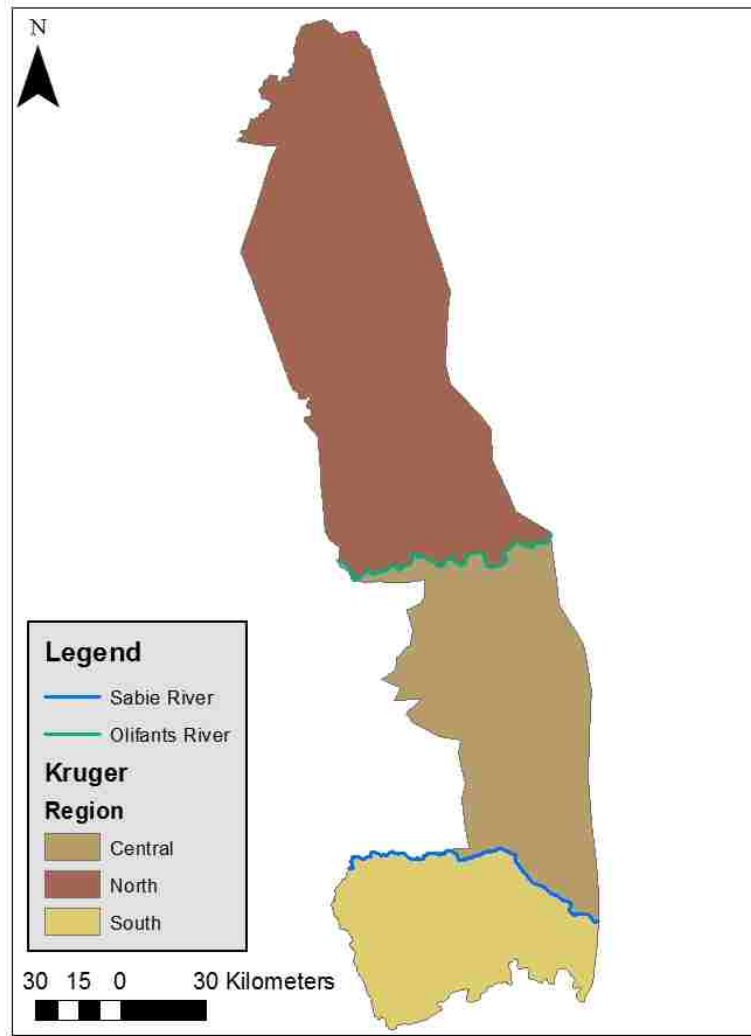 N
Legend
Sabie River
Olifants River
Kruger
Region
Central
North
South
30 15 0 30 Kilometers